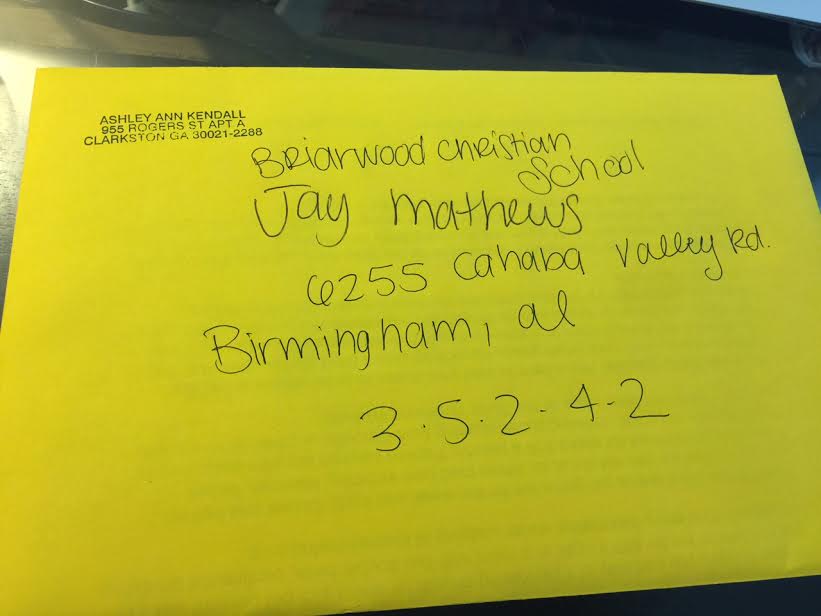 ASHLEY ANN KENDALL
955 ROGERS ST APT A
CLARKSTON GA 30021-2288
Briarwood Christian
School
Jay Mathews
6255 Cahaba Valley Rd.
Birmingham, al
3.5.2-4-2